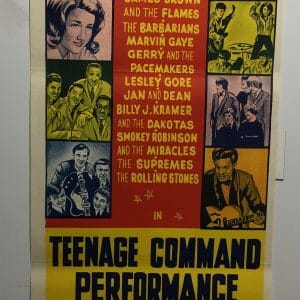 JAMES BROWN
AND THE FLAMES
THE BARBARIANS
MARVIN GAYE
GERRY AND THE
PACEMAKERS
LESLEY GORE
JAN AND DEAN
BILLY J. KRAMER
AND THE DAKOTAS
SMOKEY ROBINSON
AND THE MIRACLES
THE SUPREMES
THE ROLLING STONES
IN
TEENAGE COMMAND
PERFORMANCE